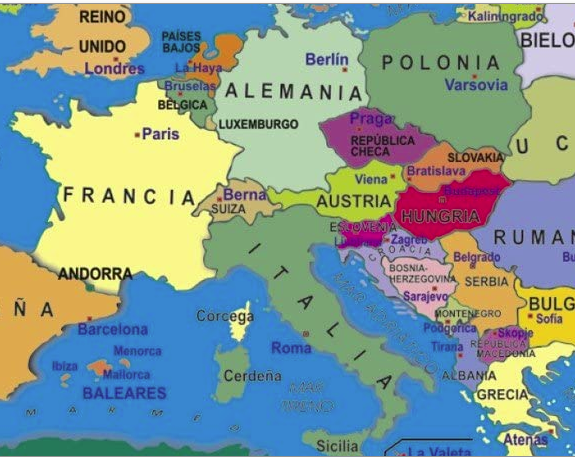 REINO
UNIDO
Londres
PAÍSES
BAJOS
La Haya
Bruselas
BÉLGICA
LUXEMBURGO
Berlín
ALEMANIA
POLONIA
Varsovia
Kaliningrado
BIELO
Praga
REPÚBLICA
CHECA
SLOVAKIA
Bratislava
U C
Paris
FRANCIA
Berna
SUIZA
Viena
AUSTRIA
Budapest
HUNGRIA
ESLOVENIA
Zagreb
CROACIA
RUMAN
Bu
ANDORRA
ÑA
Barcelona
Menorca
Ibiza
Mallorca
BALEARES
Corcega
Cerdeña
ITALIA
Roma
BOSNIA-
HERZEGOVINA
Sarajevo
Belgrado
SERBIA
MONTENEGRO
Podgorica
BULG
Sofia
Skopje
REPUBLICA
MACEDONIA
Tirana
ALBANIA
GRECIA
Atenas
MAR
Sicilia
La Valeta